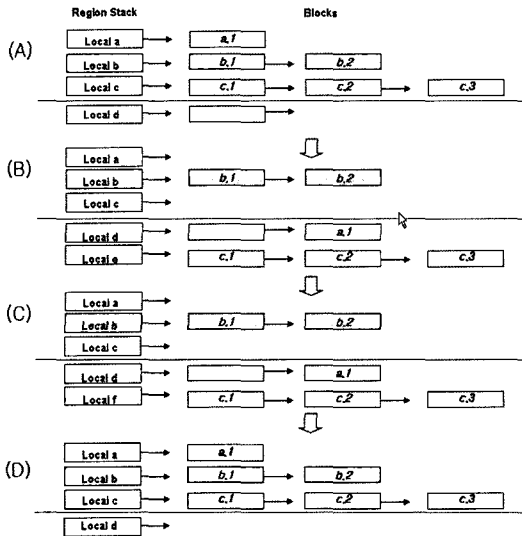 Region Stack Blocks
(A)
Local a a,1
Local b b,1 b,2
Local c c,1 c,2 c,3
Local d
(B)
Local a
Local b b,1 b,2
Local c
Local d a,1
Local e c,1 c,2 c,3
(C)
Local a
Local b b,1 b,2
Local c
Local d a,1
Local f c,1 c,2 c,3
(D)
Local a a,1
Local b b,1 b,2
Local c c,1 c,2 c,3
Local d